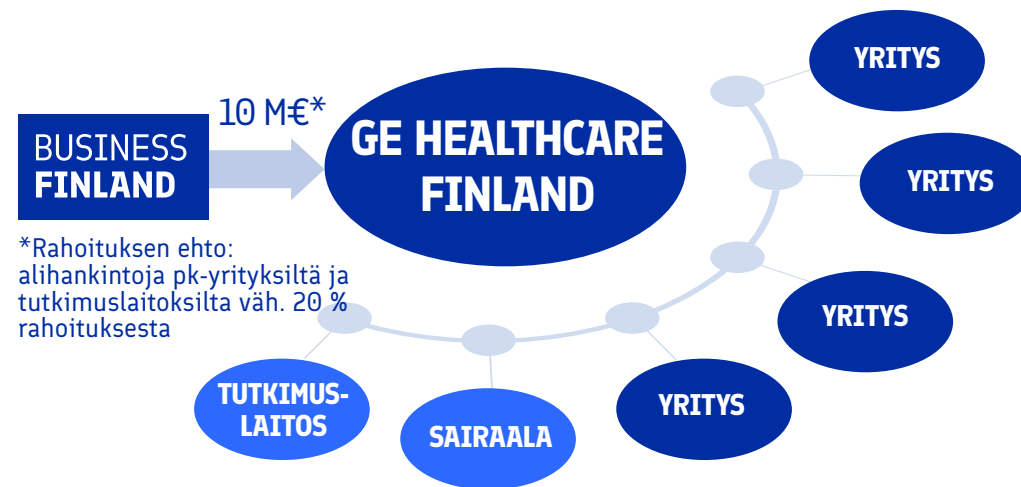 BUSINESS
FINLAND
10 M€*
GE HEALTHCARE
FINLAND
*Rahoituksen ehto:
alihankintoja pk-yrityksiltä ja
tutkimuslaitoksilta väh. 20 %
rahoituksesta
YRITYS
YRITYS
YRITYS
YRITYS
SAIRAALA
TUTKIMUS-
LAITOS